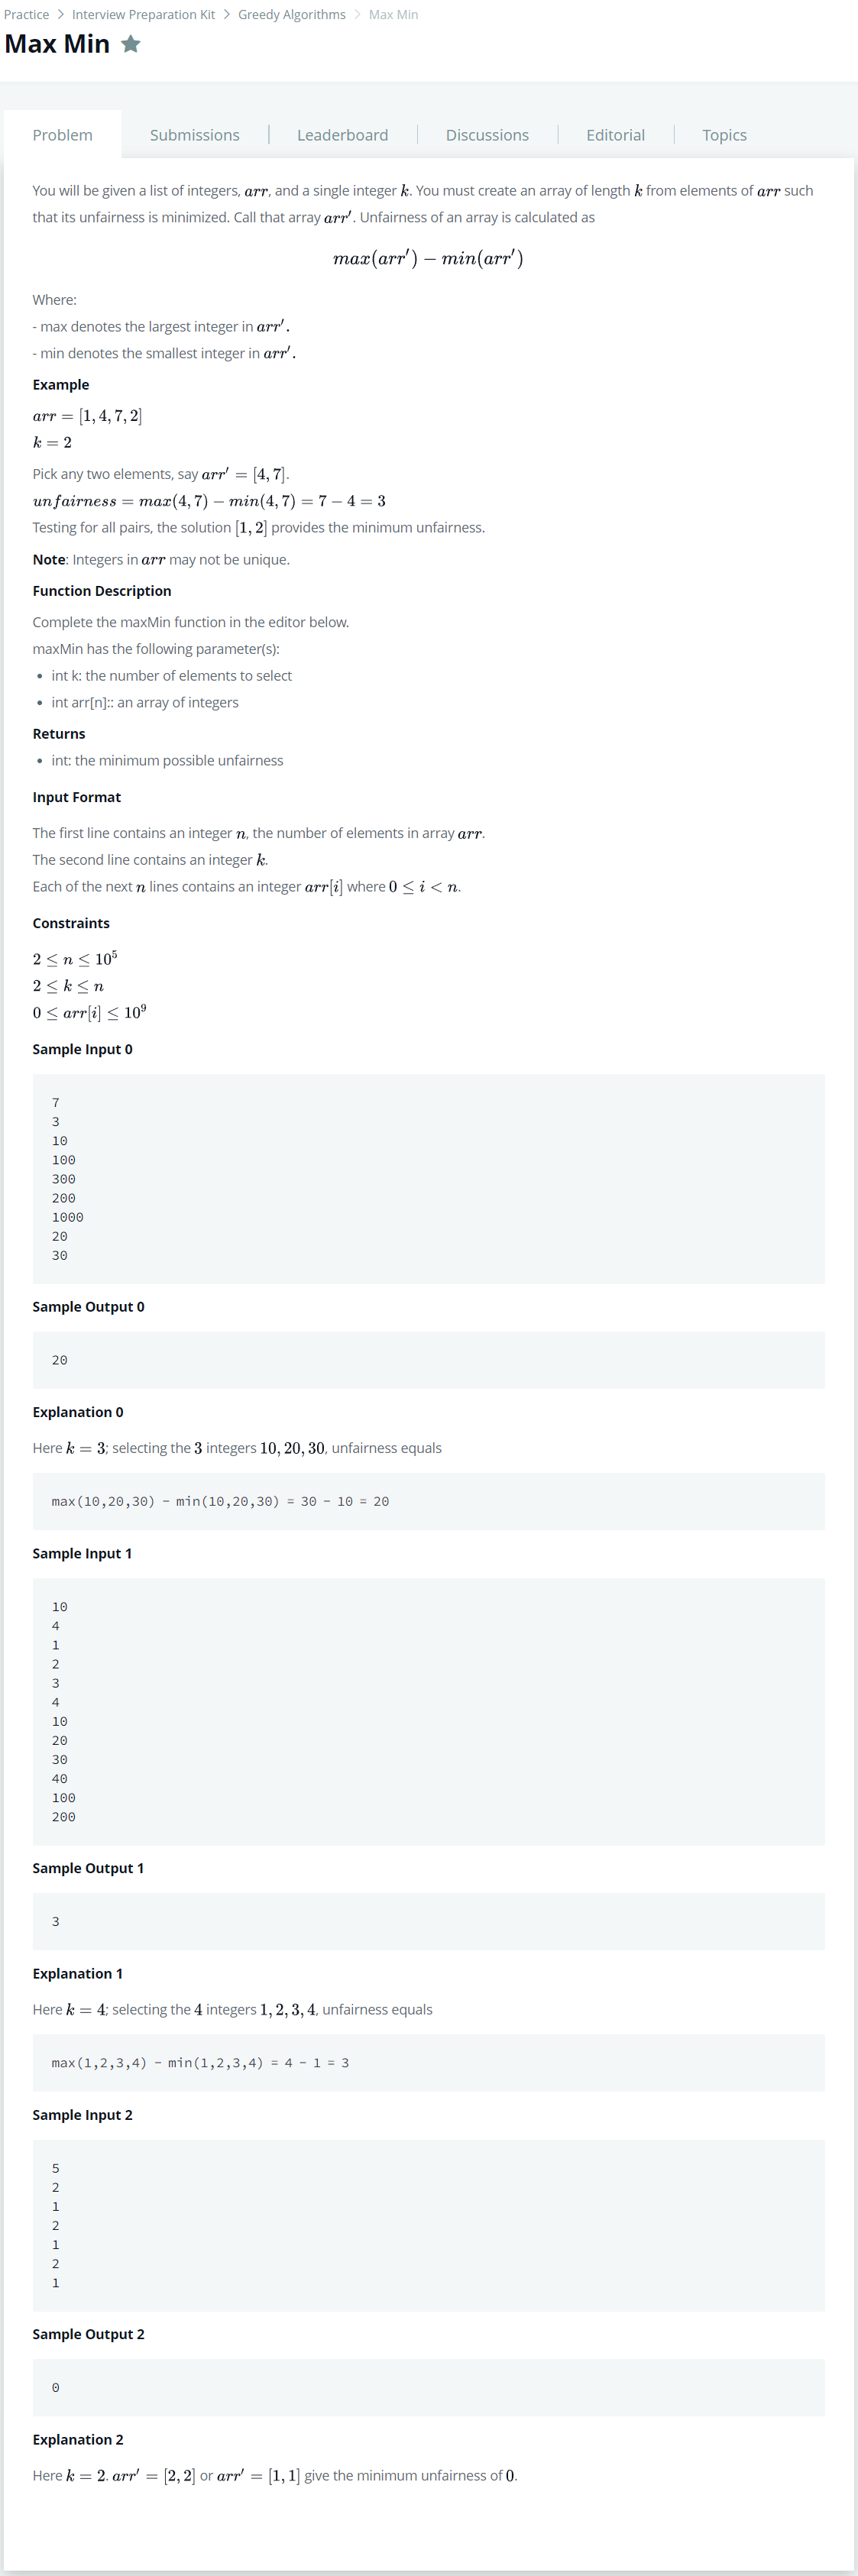 Practice > Interview Preparation Kit > Greedy Algorithms > Max Min
Max Min
Problem Submissions Leaderboard Discussions Editorial Topics
You will be given a list of integers, arr, and a single integer k. You must create an array of length k from elements of arr such
that its unfairness is minimized. Call that array arr′. Unfairness of an array is calculated as
max(arr′) − min(arr′)
Where:
- max denotes the largest integer in arr′.
- min denotes the smallest integer in arr′.
Example
arr = [1, 4, 7, 2]
k = 2
Pick any two elements, say arr′ = [4, 7].
unfairness = max(4, 7) − min(4, 7) = 7 − 4 = 3
Testing for all pairs, the solution [1, 2] provides the minimum unfairness.
Note: Integers in arr may not be unique.
Function Description
Complete the maxMin function in the editor below.
maxMin has the following parameter(s):
• int k: the number of elements to select
• int arr[n]:: an array of integers
Returns
• int: the minimum possible unfairness
Input Format
The first line contains an integer n, the number of elements in array arr.
The second line contains an integer k.
Each of the next n lines contains an integer arr[i] where 0 ≤ i < n.
Constraints
2 ≤ n ≤ 10⁵
2 ≤ k ≤ n
0 ≤ arr[i] ≤ 10⁹
Sample Input 0
7
3
10
100
300
200
1000
20
30
Sample Output 0
20
Explanation 0
Here k = 3; selecting the 3 integers 10, 20, 30, unfairness equals
max(10,20,30) - min(10,20,30) = 30 - 10 = 20
Sample Input 1
10
4
1
2
3
4
10
20
30
40
100
200
Sample Output 1
3
Explanation 1
Here k = 4; selecting the 4 integers 1, 2, 3, 4, unfairness equals
max(1,2,3,4) - min(1,2,3,4) = 4 - 1 = 3
Sample Input 2
5
2
1
2
1
2
1
Sample Output 2
0
Explanation 2
Here k = 2. arr′ = [2, 2] or arr′ = [1, 1] give the minimum unfairness of 0.